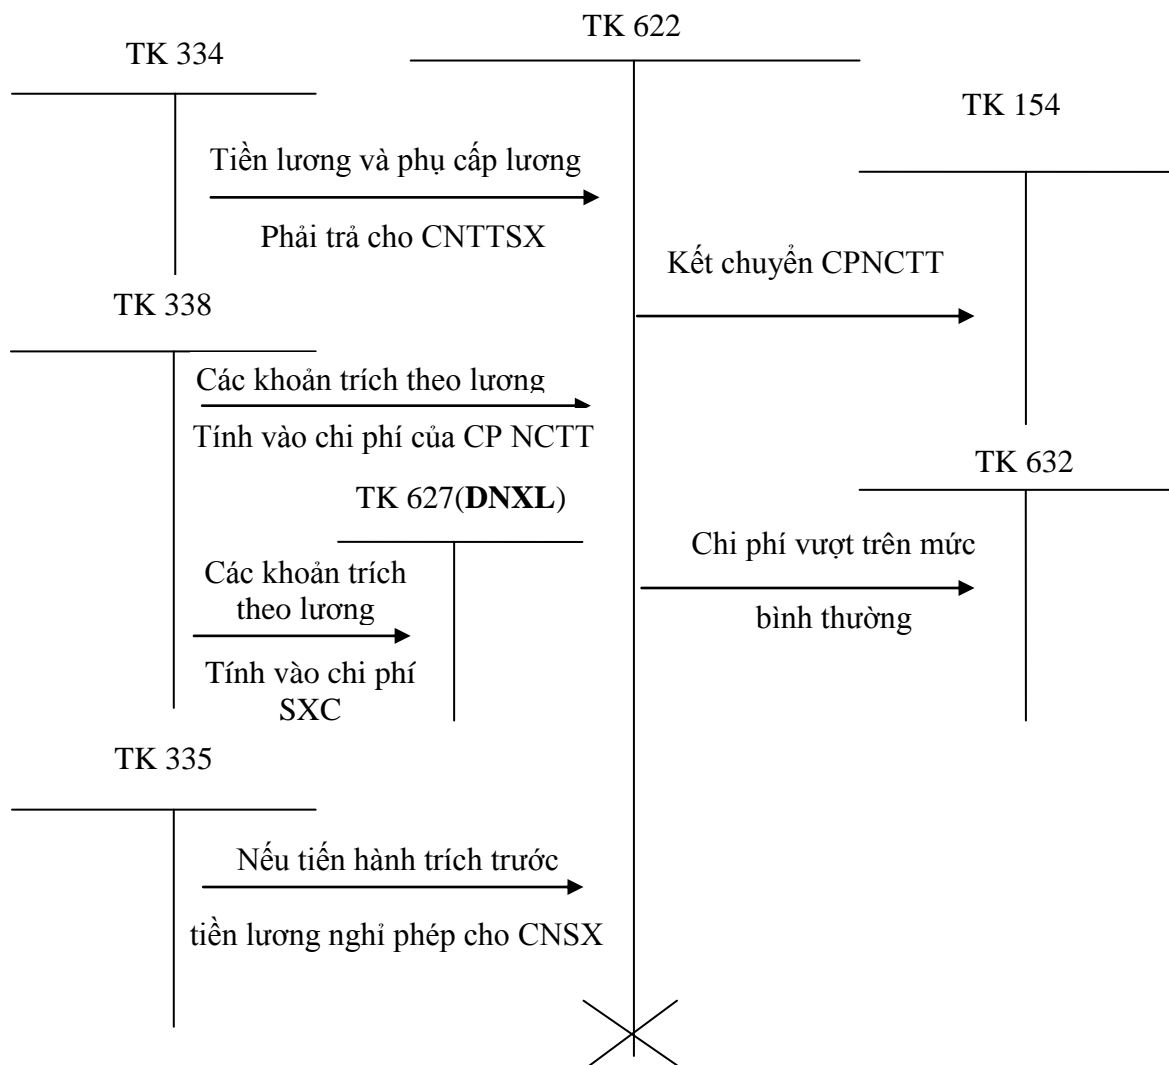 TK 622
TK 334
TK 154
Tiền lương và phụ cấp lương
Phải trả cho CNTTSX
Kết chuyển CPNCTT
TK 338
Các khoản trích theo lương
Tính vào chi phí của CP NCTT
TK 632
TK 627(DNXL)
Chi phí vượt trên mức
bình thường
Các khoản trích
theo lương
Tính vào chi phí
SXC
TK 335
Nếu tiến hành trích trước
tiền lương nghỉ phép cho CNSX